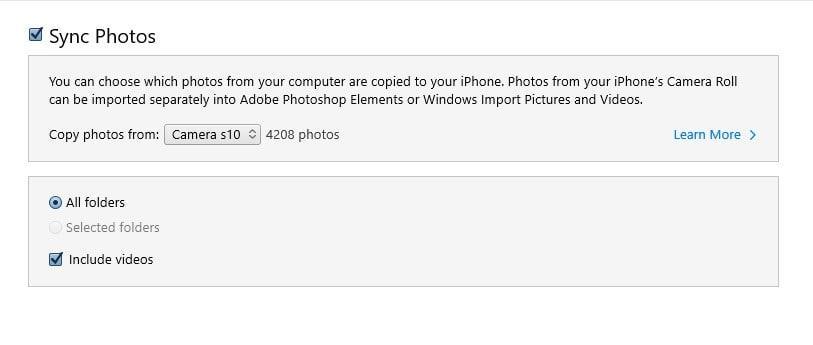 Sync Photos
You can choose which photos from your computer are copied to your iPhone. Photos from your iPhone’s Camera Roll
can be imported separately into Adobe Photoshop Elements or Windows Import Pictures and Videos.
Copy photos from: Camera s10 4208 photos Learn More
All folders
Selected folders
Include videos